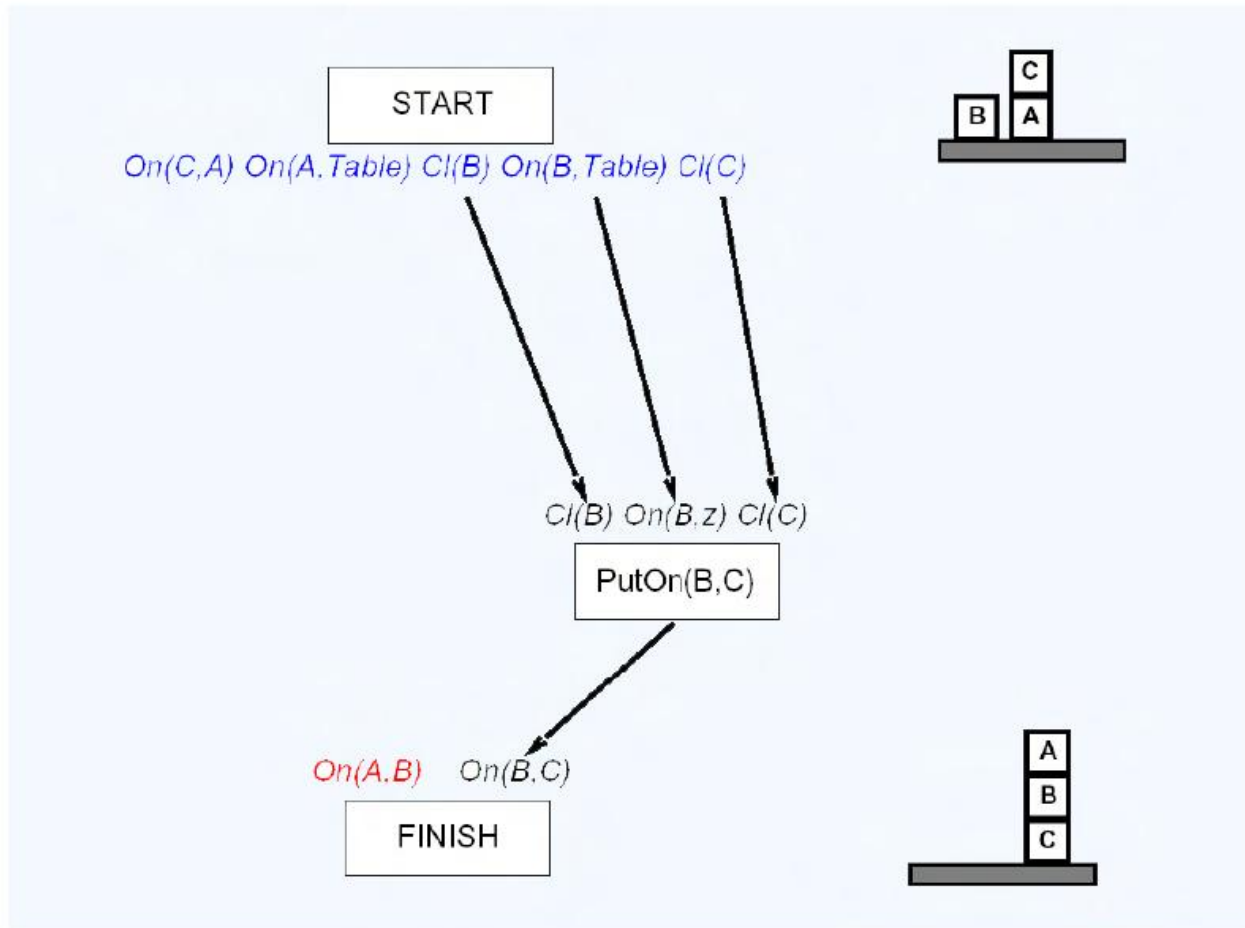 START
On(C,A) On(A,Table) Cl(B) On(B,Table) Cl(C)
C
B A
Cl(B) On(B,z) Cl(C)
PutOn(B,C)
On(A,B) On(B,C)
FINISH
A
B
C